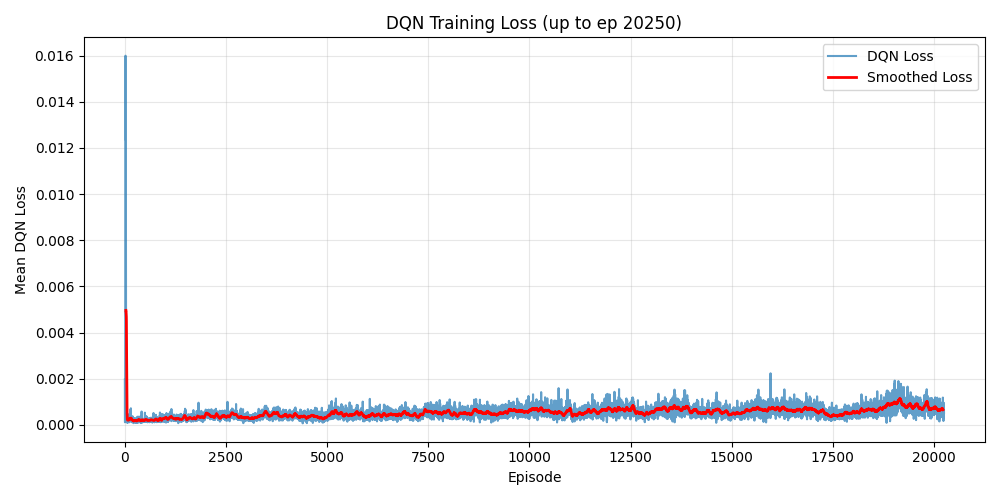 DQN Training Loss (up to ep 20250)
DQN Loss
Smoothed Loss
Mean DQN Loss
0.016
0.014
0.012
0.010
0.008
0.006
0.004
0.002
0.000
0 2500 5000 7500 10000 12500 15000 17500 20000
Episode